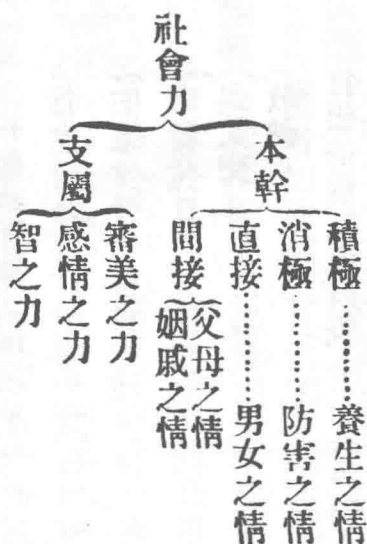 社會力
本幹
積極………養生之情
消極………防害之情
直接………男女之情
間接
父母之情
姻戚之情
支屬
審美之力
感情之力
智之力